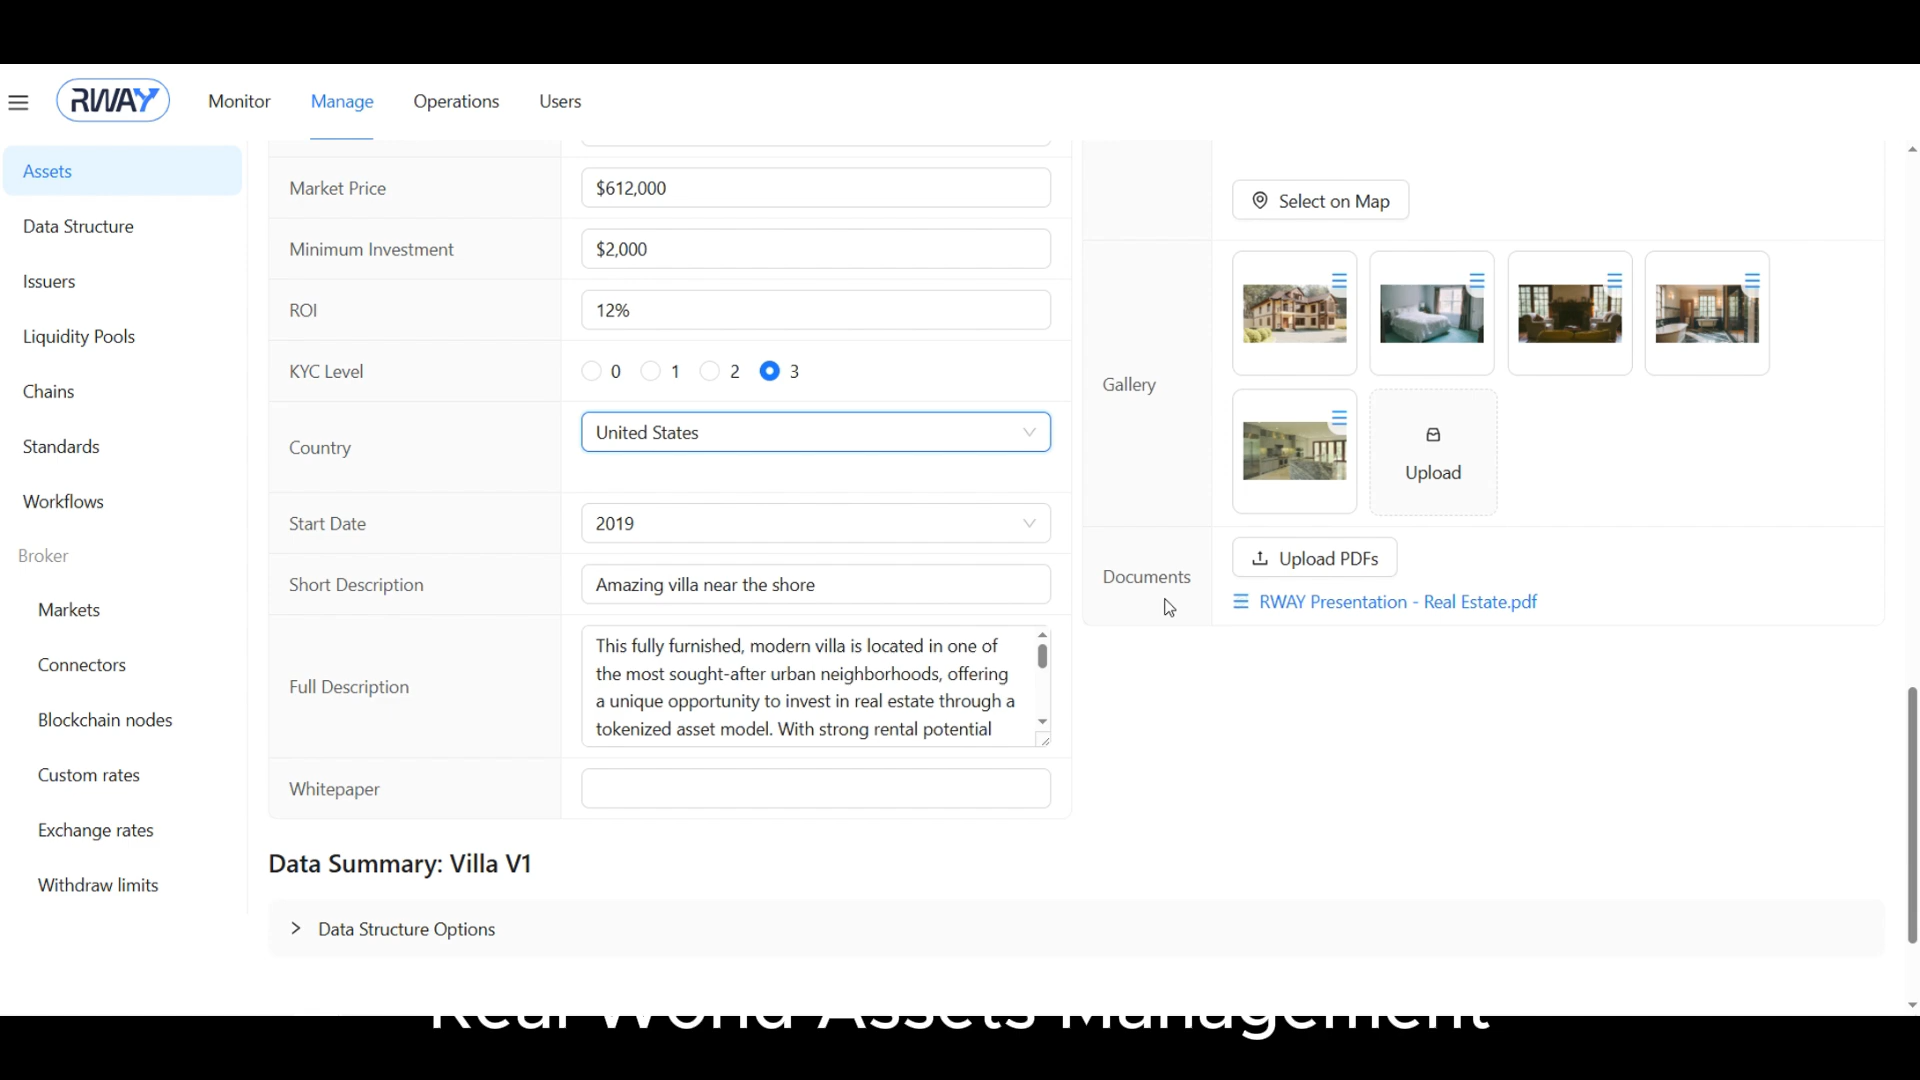 RWAY
Monitor
Manage
Operations
Users
Assets
Data Structure
Issuers
Liquidity Pools
Chains
Standards
Workflows
Broker
Markets
Connectors
Blockchain nodes
Custom rates
Exchange rates
Withdraw limits
Market Price
$612,000
Minimum Investment
$2,000
ROI
12%
KYC Level
0 1 2 3
Country
United States
Start Date
2019
Short Description
Amazing villa near the shore
Full Description
This fully furnished, modern villa is located in one of
the most sought-after urban neighborhoods, offering
a unique opportunity to invest in real estate through a
tokenized asset model. With strong rental potential
Whitepaper
Select on Map
Gallery
Upload
Documents
Upload PDFs
RWAY Presentation - Real Estate.pdf
Data Summary: Villa V1
Data Structure Options
Real World Assets Management